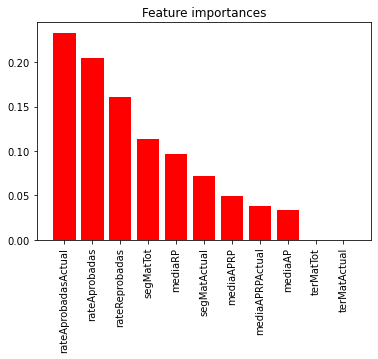 Feature importances
0.20
0.15
0.10
0.05
0.00
rateAprobadasActual
rateAprobadas
rateReprobadas
segMatTot
mediaRP
segMatActual
mediaAPRP
mediaAPRPActual
mediaAP
terMatTot
terMatActual